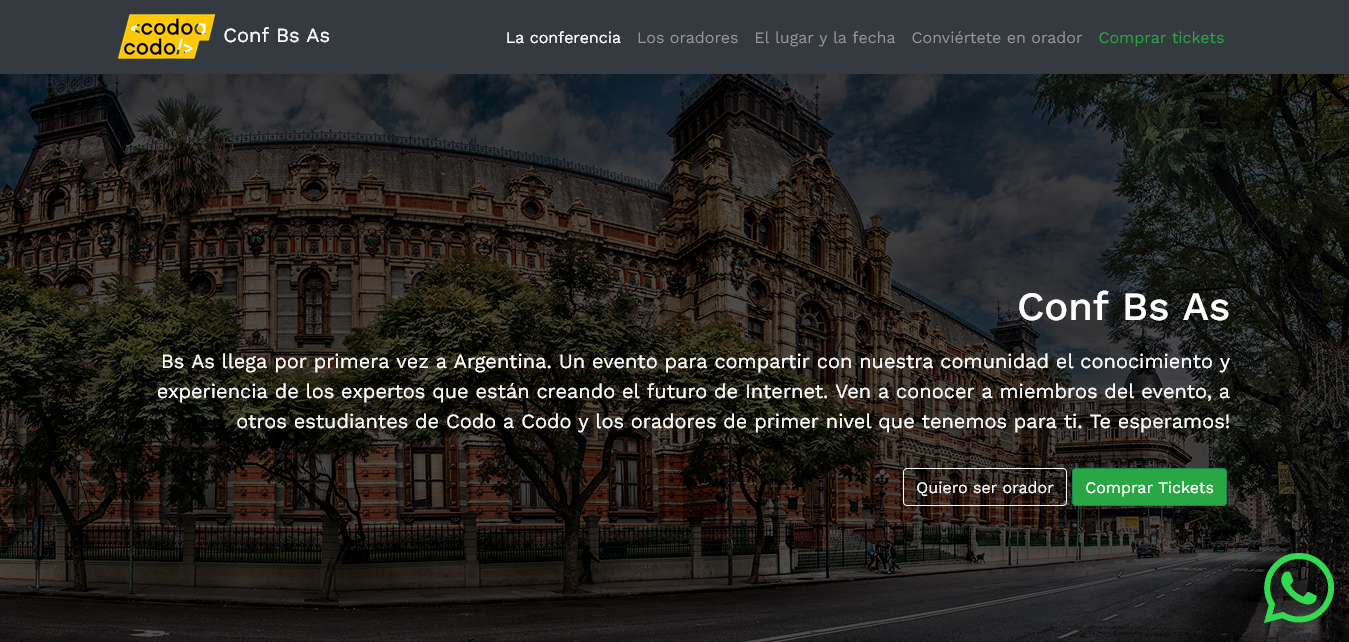 <codo a
codo/>
Conf Bs As
La conferencia
Los oradores
El lugar y la fecha
Conviértete en orador
Comprar tickets
Conf Bs As
Bs As llega por primera vez a Argentina. Un evento para compartir con nuestra comunidad el conocimiento y
experiencia de los expertos que están creando el futuro de Internet. Ven a conocer a miembros del evento, a
otros estudiantes de Codo a Codo y los oradores de primer nivel que tenemos para ti. Te esperamos!
Quiero ser orador
Comprar Tickets